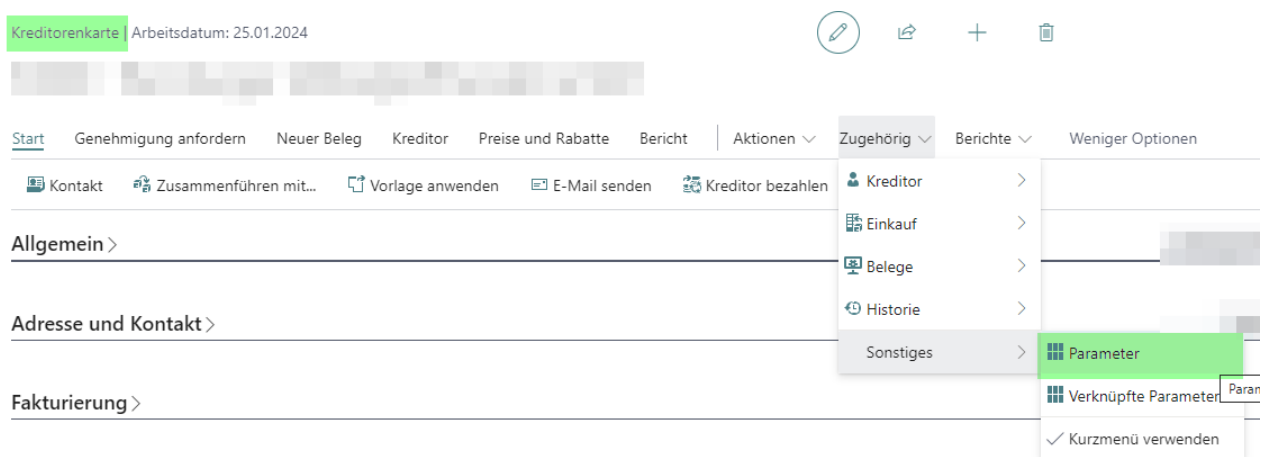 Kreditorenkarte | Arbeitsdatum: 25.01.2024
Start Genehmigung anfordern Neuer Beleg Kreditor Preise und Rabatte Bericht Aktionen Zugehörig Berichte Weniger Optionen
Kontakt Zusammenführen mit... Vorlage anwenden E-Mail senden Kreditor bezahlen
Kreditor
Einkauf
Belege
Historie
Sonstiges
Parameter
Verknüpfte Parameter
Kurzmenü verwenden
Allgemein
Adresse und Kontakt
Fakturierung